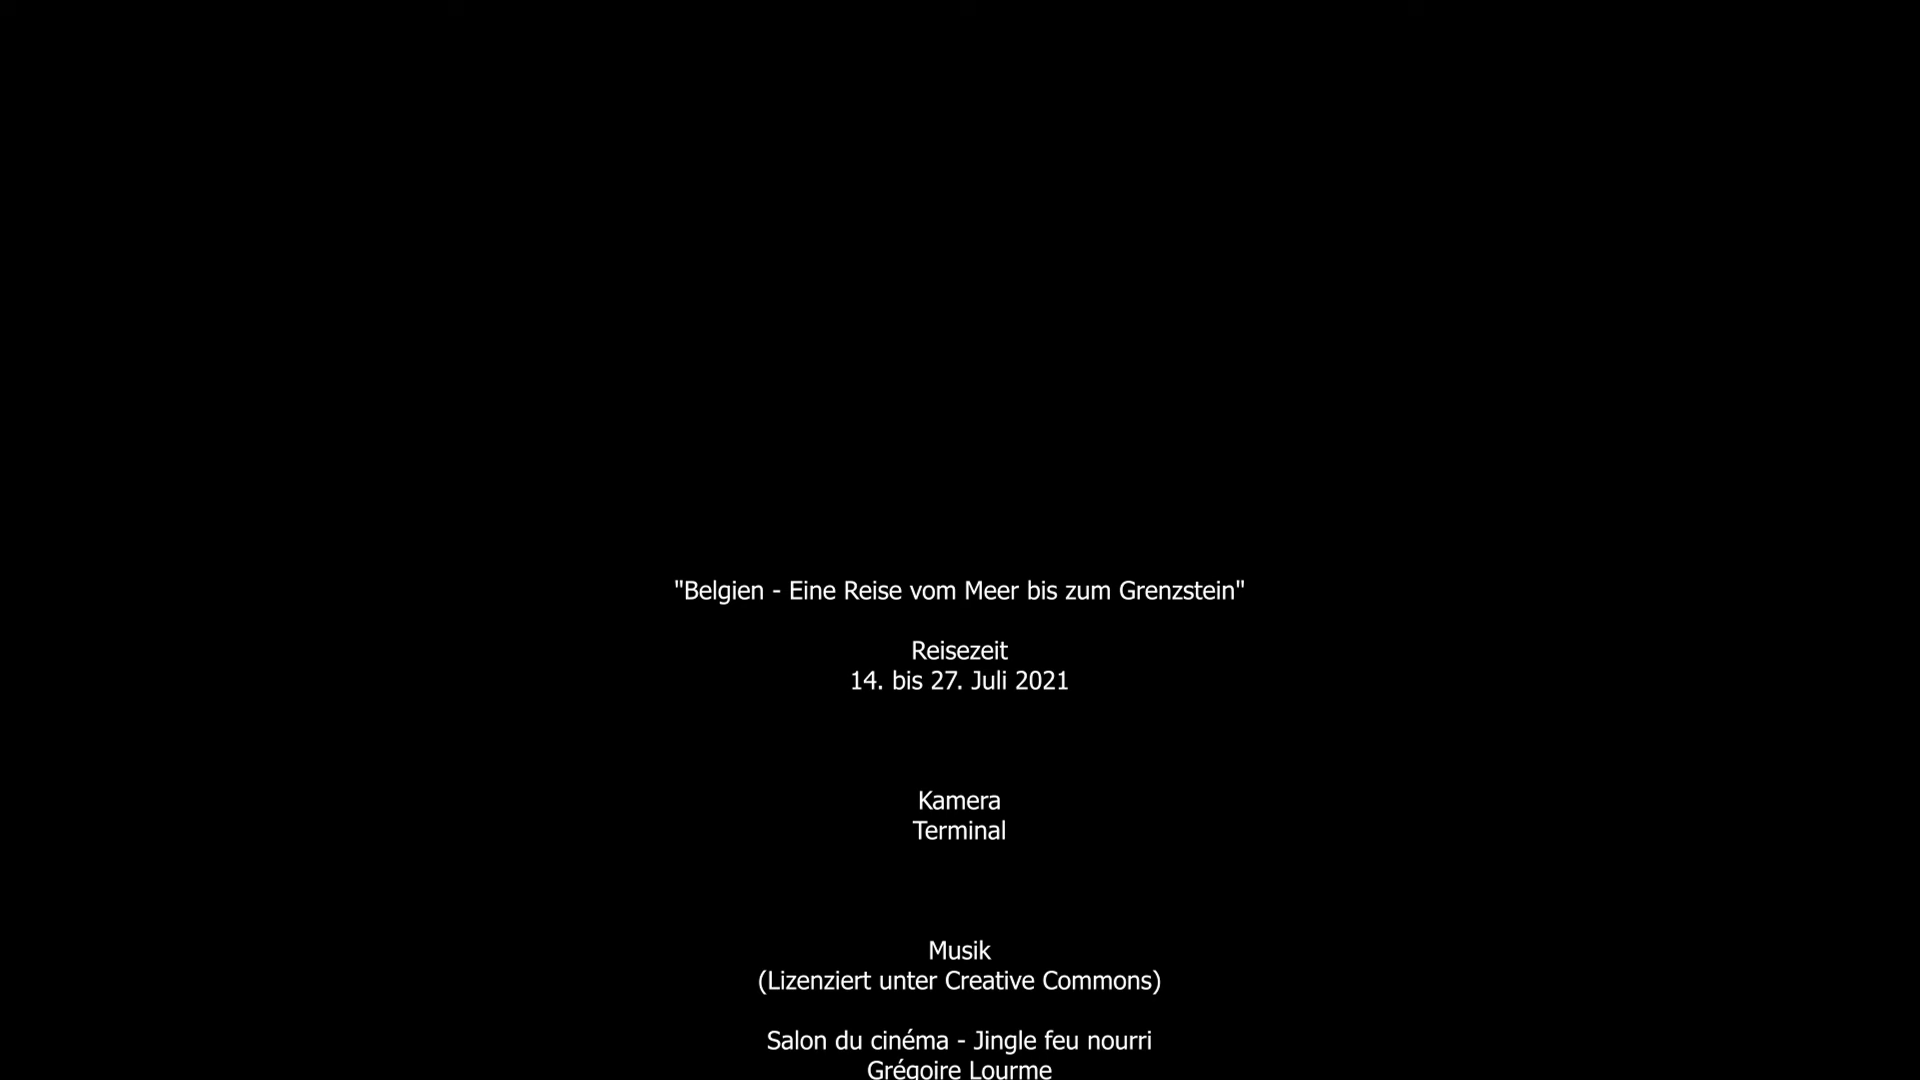 "Belgien - Eine Reise vom Meer bis zum Grenzstein"
Reisezeit
14. bis 27. Juli 2021
Kamera
Terminal
Musik
(Lizenziert unter Creative Commons)
Salon du cinéma - Jingle feu nourri
Grégoire Lourme